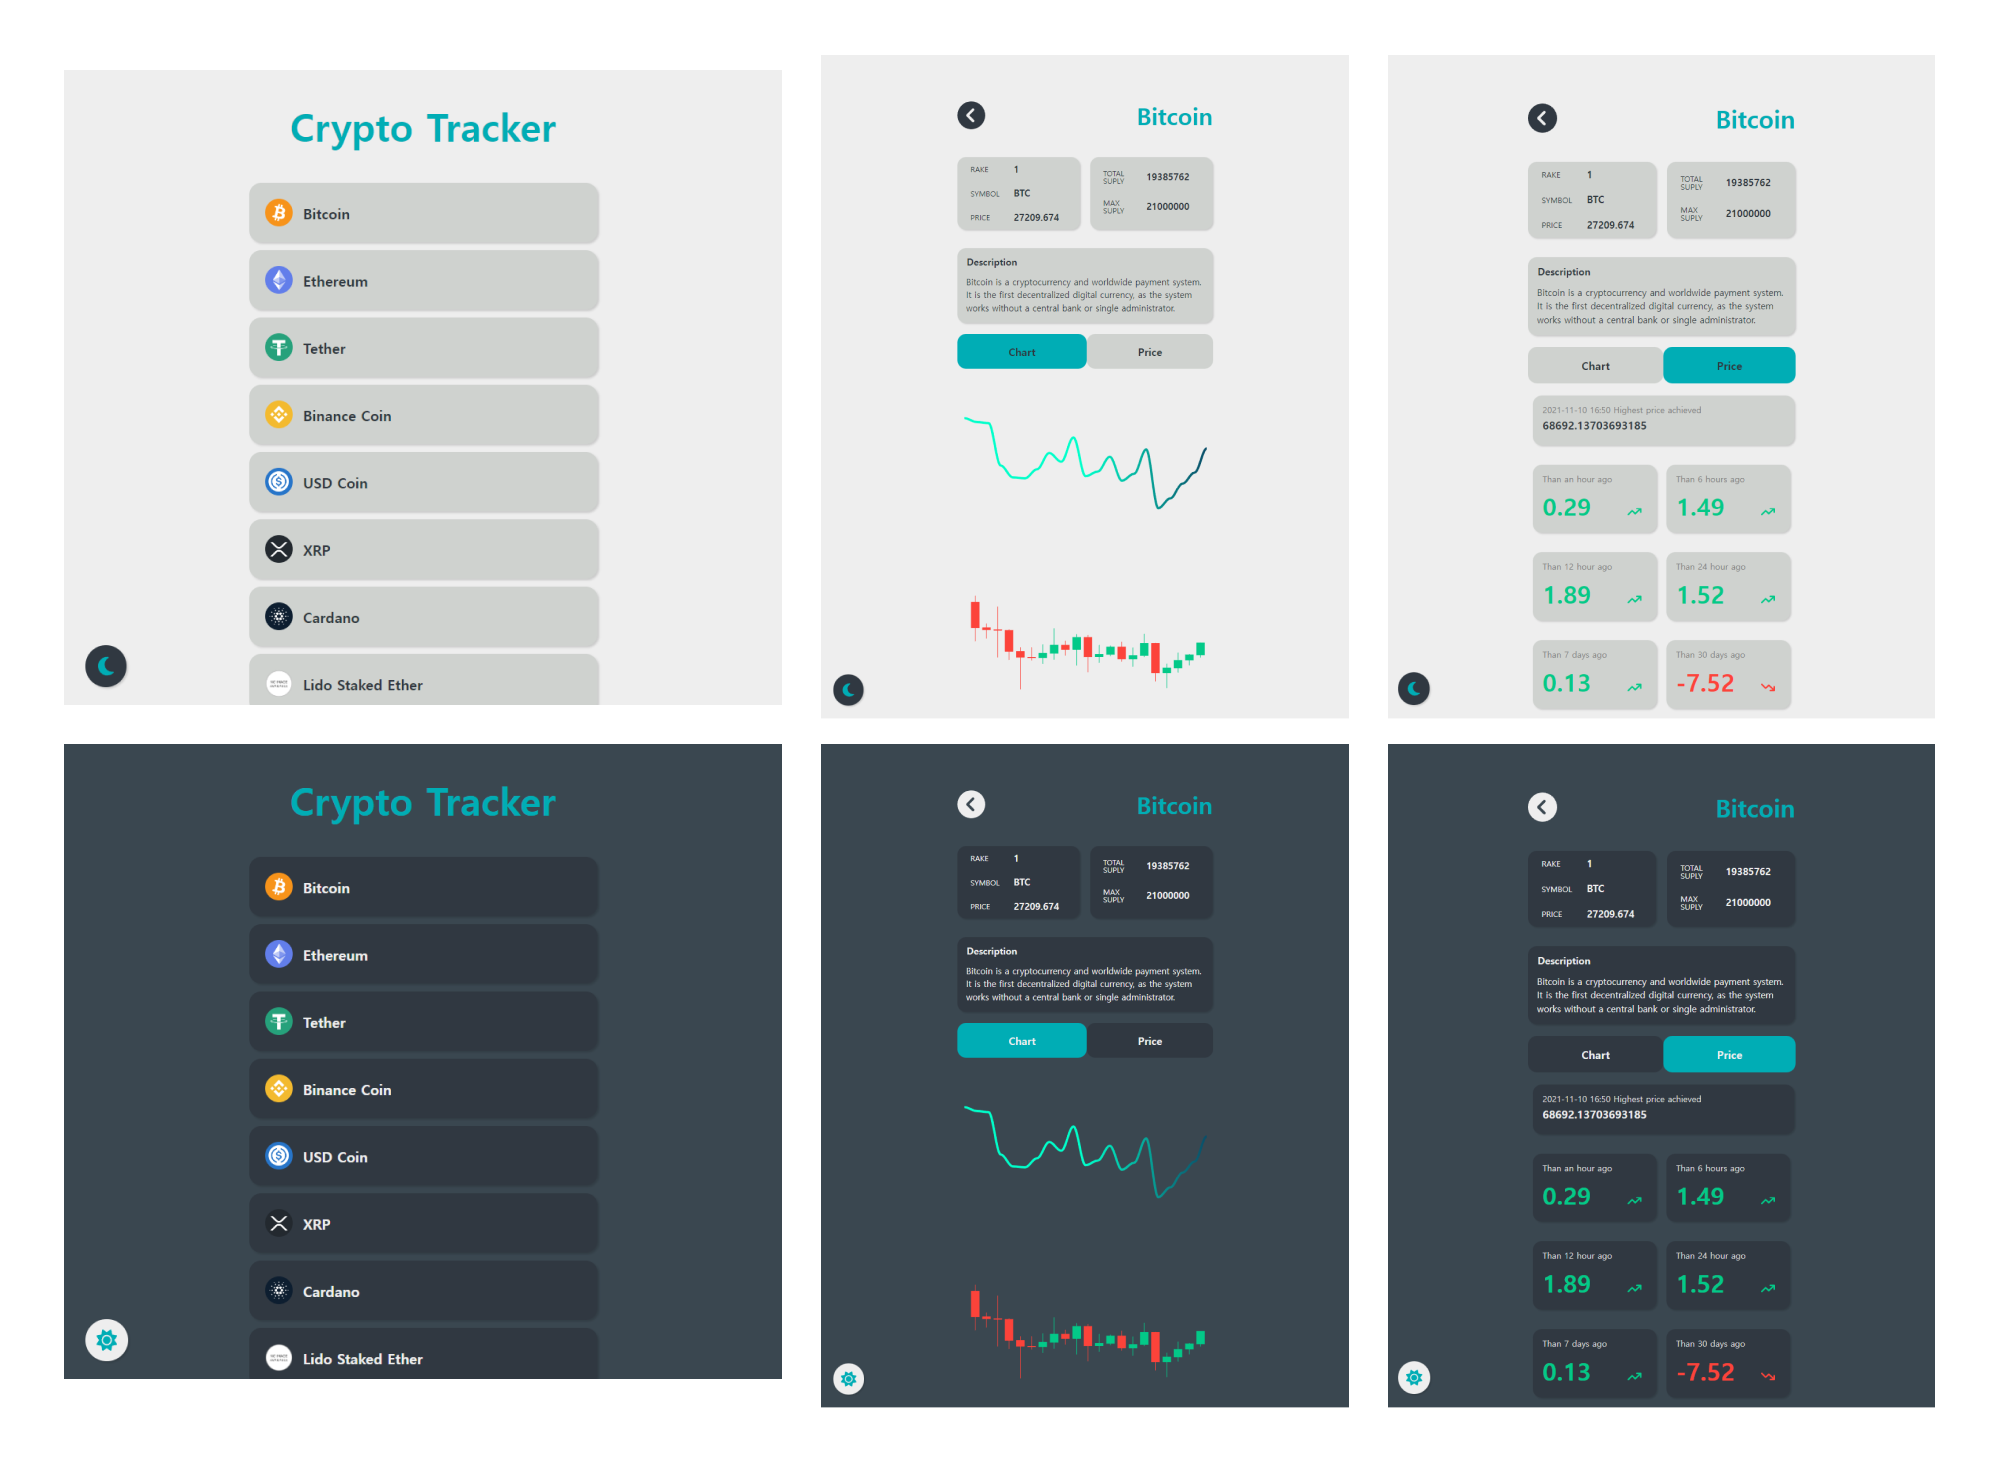 Crypto Tracker
Bitcoin
Ethereum
Tether
Binance Coin
USD Coin
XRP
Cardano
Lido Staked Ether
Bitcoin
RAKE 1
SYMBOL BTC
PRICE 27209.674
TOTAL
SUPLY 19385762
MAX
SUPLY 21000000
Description
Bitcoin is a cryptocurrency and worldwide payment system.
It is the first decentralized digital currency, as the system
works without a central bank or single administrator.
Chart Price
Bitcoin
RAKE 1
SYMBOL BTC
PRICE 27209.674
TOTAL
SUPLY 19385762
MAX
SUPLY 21000000
Description
Bitcoin is a cryptocurrency and worldwide payment system.
It is the first decentralized digital currency, as the system
works without a central bank or single administrator.
Chart Price
2021-11-10 16:50 Highest price achieved
68692.13703693185
Than an hour ago
0.29
Than 6 hours ago
1.49
Than 12 hour ago
1.89
Than 24 hour ago
1.52
Than 7 days ago
0.13
Than 30 days ago
-7.52
Crypto Tracker
Bitcoin
Ethereum
Tether
Binance Coin
USD Coin
XRP
Cardano
Lido Staked Ether
Bitcoin
RAKE 1
SYMBOL BTC
PRICE 27209.674
TOTAL
SUPLY 19385762
MAX
SUPLY 21000000
Description
Bitcoin is a cryptocurrency and worldwide payment system.
It is the first decentralized digital currency, as the system
works without a central bank or single administrator.
Chart Price
Bitcoin
RAKE 1
SYMBOL BTC
PRICE 27209.674
TOTAL
SUPLY 19385762
MAX
SUPLY 21000000
Description
Bitcoin is a cryptocurrency and worldwide payment system.
It is the first decentralized digital currency, as the system
works without a central bank or single administrator.
Chart Price
2021-11-10 16:50 Highest price achieved
68692.13703693185
Than an hour ago
0.29
Than 6 hours ago
1.49
Than 12 hour ago
1.89
Than 24 hour ago
1.52
Than 7 days ago
0.13
Than 30 days ago
-7.52